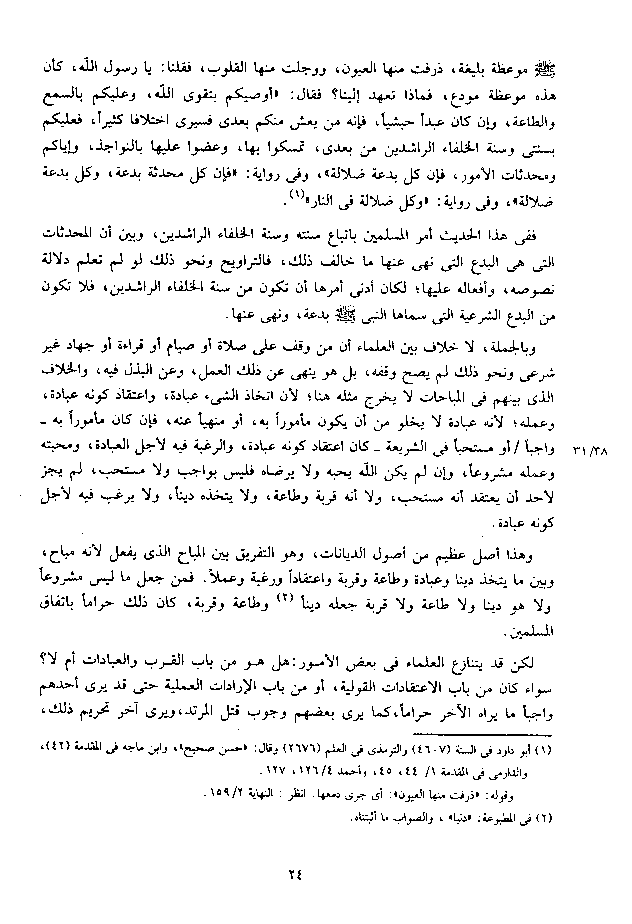 ﷺ موعظة بليغة، ذرفت منها العيون، ووجلت منها القلوب، فقلنا: يا رسول الله، كأن
هذه موعظة مودع، فماذا تعهد إلينا؟ فقال: «أوصيكم بتقوى الله، وعليكم بالسمع
والطاعة، وإن كان عبداً حبشياً، فإنه من يعش منكم بعدى فسيرى اختلافا كثيراً، فعليكم
بسنتى وسنة الخلفاء الراشدين من بعدى، تمسكوا بها، وعضوا عليها بالنواجذ، وإياكم
ومحدثات الأمور، فإن كل بدعة ضلالة»، وفى رواية: «فإن كل محدثة بدعة، وكل بدعة
ضلالة»، وفى رواية: «وكل ضلالة فى النار»(١).
ففى هذا الحديث أمر المسلمين باتباع سنته وسنة الخلفاء الراشدين، وبين أن المحدثات
التى هى البدع التى نهى عنها ما خالف ذلك، فالتراويح ونحو ذلك لو لم تعلم دلالة
نصوصه، وأفعاله عليها؛ لكان أدنى أمرها أن تكون من سنة الخلفاء الراشدين، فلا تكون
من البدع الشرعية التى سماها النبى ﷺ بدعة، ونهى عنها.
وبالجملة، لا خلاف بين العلماء أن من وقف على صلاة أو صيام أو قراءة أو جهاد غير
شرعى ونحو ذلك لم يصح وقفه، بل هو ينهى عن ذلك العمل، وعن البذل فيه، والخلاف
الذى بينهم فى المباحات لا يخرج مثله هنا؛ لأن اتخاذ الشىء عبادة، واعتقاد كونه عبادة،
وعمله؛ لأنه عبادة لا يخلو من أن يكون مأموراً به، أو منهياً عنه، فإن كان مأموراً به ـ
واجباً / أو مستحباً فى الشريعة ـ كان اعتقاد كونه عبادة، والرغبة فيه لأجل العبادة، ومحبته
٣١/٣٨
وعمله مشروعاً، وإن لم يكن الله يحبه ولا يرضاه فليس بواجب ولا مستحب، لم يجز
لاحد أن يعتقد أنه مستحب، ولا أنه قربة وطاعة، ولا يتخذه ديناً، ولا يرغب فيه لأجل
كونه عبادة.
وهذا أصل عظيم من أصول الديانات، وهو التفريق بين المباح الذى يفعل لأنه مباح،
وبين ما يتخذ دينا وعبادة وطاعة وقربة واعتقاداً ورغبة وعملاً. فمن جعل ما ليس مشروعاً
ولا هو دينا ولا طاعة ولا قربة جعله ديناً (٢) وطاعة وقربة، كان ذلك حراماً باتفاق
المسلمين.
لكن قد يتنازع العلماء فى بعض الأمور: هل هو من باب القرب والعبادات أم لا؟
سواء كان من باب الاعتقادات القولية، أو من باب الإرادات العملية حتى قد يرى أحدهم
واجباً ما يراه الآخر حراماً، كما يرى بعضهم وجوب قتل المرتد، ويرى آخر تحريم ذلك،
(١) أبو داود فى السنة (٤٦٠٧) والترمذى فى العلم (٢٦٧٦) وقال: «حسن صحيح»، وابن ماجه فى المقدمة (٤٢)،
والدارمى فى المقدمة ١/ ٤٤، ٤٥، وأحمد ٤/١٢٦، ١٢٧.
وقوله: «ذرفت منها العيون»: أى جرى دمعها. انظر : النهاية ٢/ ١٥٩.
(٢) فى المطبوعة: «دنيا» ، والصواب ما أثبتناه.
٢٤